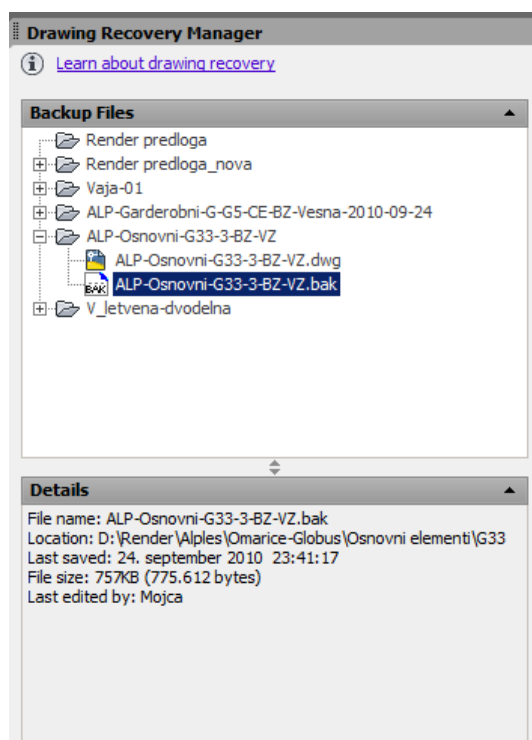 Drawing Recovery Manager
Learn about drawing recovery
Backup Files
Render predloga
Render predloga_nova
Vaja-01
ALP-Garderobni-G-G5-CE-BZ-Vesna-2010-09-24
ALP-Osnovni-G33-3-BZ-VZ
ALP-Osnovni-G33-3-BZ-VZ.dwg
BAK ALP-Osnovni-G33-3-BZ-VZ.bak
V_letvena-dvodelna
Details
File name: ALP-Osnovni-G33-3-BZ-VZ.bak
Location: D:\Render\Alples\Omarice-Globus\Osnovni elementi\G33
Last saved: 24. september 2010  23:41:17
File size: 757KB (775.612 bytes)
Last edited by: Mojca